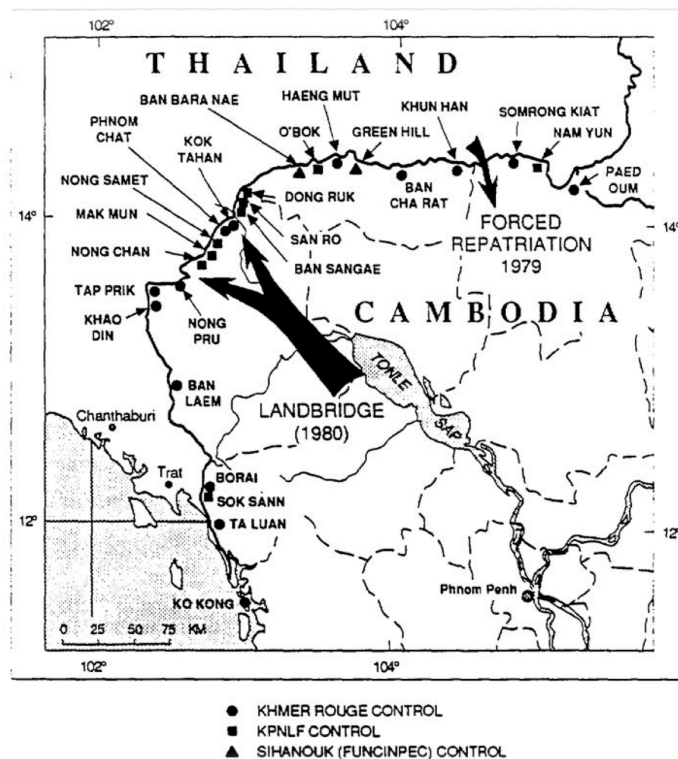 102°
104°
THAILAND
BAN BARA NAE
HAENG MUT
KHUN HAN
SOMRONG KIAT
PHNOM
CHAT
O'BOK
GREEN HILL
NAM YUN
KOK
TAHAN
NONG SAMET
DONG RUK
BAN
CHA RAT
PAED
OUM
14°
14°
MAK MUN
SAN RO
FORCED
REPATRIATION
1979
NONG CHAN
BAN SANGAE
TAP PRIK
CAMBODIA
KHAO
DIN
NONG
PRU
TONLE
SAP
BAN
LAEM
LANDBRIDGE
(1980)
Chanthaburi
Trat
BORAI
SOK SANN
12°
TA LUAN
12°
Phnom Penh
KO KONG
0 25 50 75 KM
102°
104°
KHMER ROUGE CONTROL
KPNLF CONTROL
SIHANOUK (FUNCINPEC) CONTROL